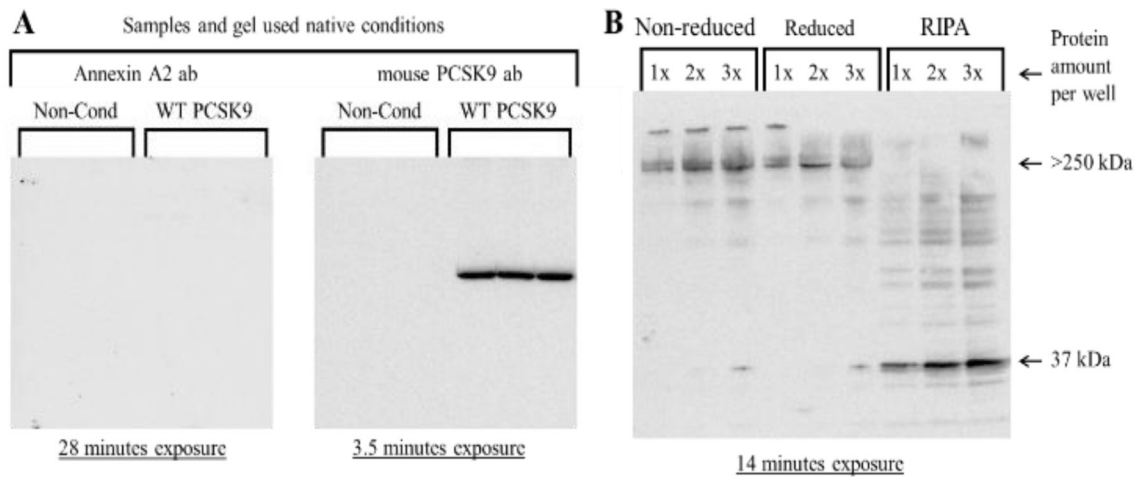 A
Samples and gel used native conditions
Annexin A2 ab mouse PCSK9 ab
Non-Cond WT PCSK9 Non-Cond WT PCSK9
28 minutes exposure 3.5 minutes exposure
B
Non-reduced Reduced RIPA
1x 2x 3x 1x 2x 3x 1x 2x 3x
Protein
amount
per well
>250 kDa
37 kDa
14 minutes exposure